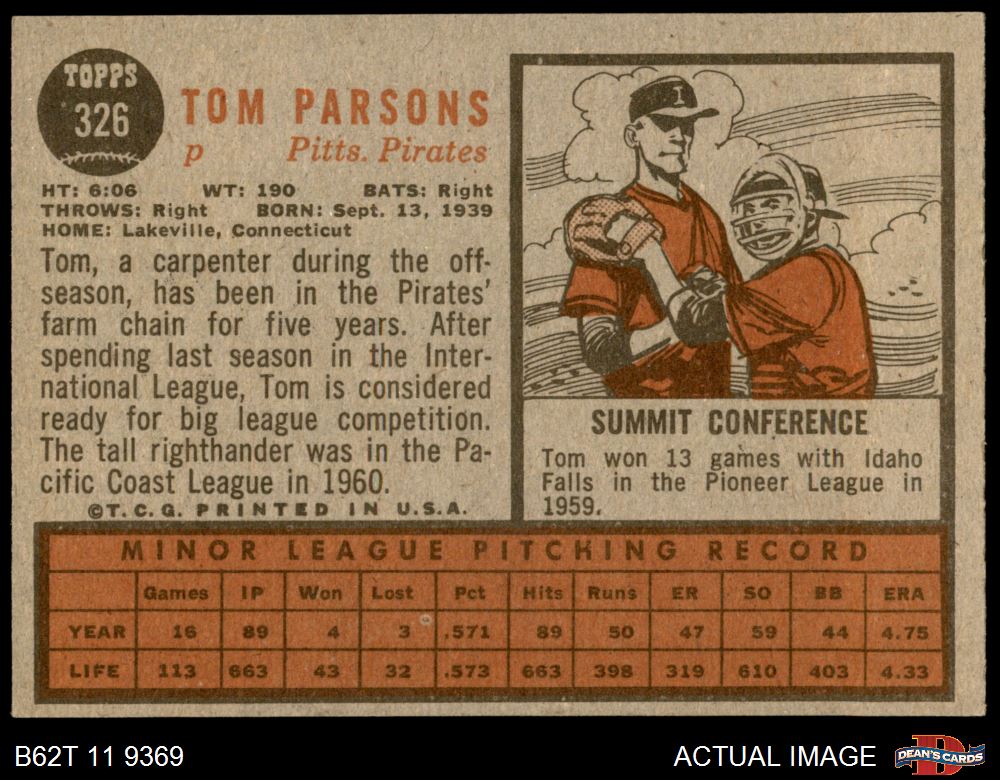 TOPPS
326
TOM PARSONS
p Pitts. Pirates
HT: 6:06 WT: 190 BATS: Right
THROWS: Right BORN: Sept. 13, 1939
HOME: Lakeville, Connecticut
Tom, a carpenter during the off-
season, has been in the Pirates'
farm chain for five years. After
spending last season in the Inter-
national League, Tom is considered
ready for big league competition.
The tall righthander was in the Pa-
cific Coast League in 1960.
©T.C.G. PRINTED IN U.S.A.
I
SUMMIT CONFERENCE
Tom won 13 games with Idaho
Falls in the Pioneer League in
1959.
MINOR LEAGUE PITCHING RECORD
Games IP Won Lost Pct Hits Runs ER SO BB ERA
YEAR 16 89 4 3 .571 89 50 47 59 44 4.75
LIFE 113 663 43 32 .573 663 398 319 610 403 4.33
B62T 11 9369
ACTUAL IMAGE
DEAN'S CARDS